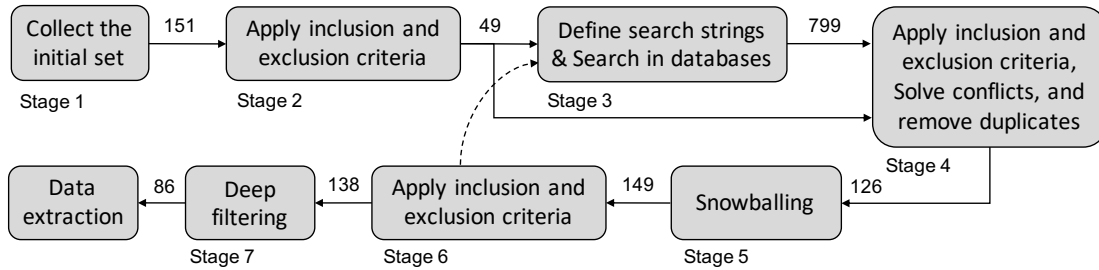 Collect the
initial set
151
Apply inclusion and
exclusion criteria
49
Define search strings
& Search in databases
799
Apply inclusion and
exclusion criteria,
Solve conflicts, and
remove duplicates
Stage 1
Stage 2
Stage 3
Stage 4
Data
extraction
86
Deep
filtering
138
Apply inclusion and
exclusion criteria
149
Snowballing
126
Stage 7
Stage 6
Stage 5